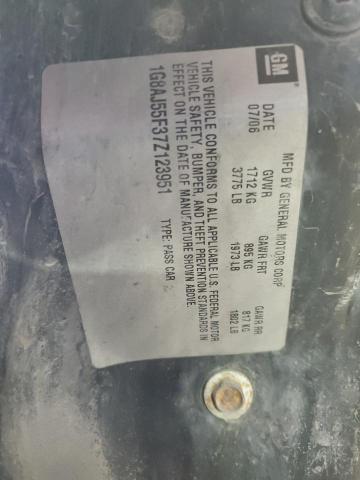 GM
MFD BY GENERAL MOTORS CORP
DATE GVWR GAWR FRT GAWR RR
07/06 1712 KG 895 KG 817 KG
3775 LB 1973 LB 1802 LB
THIS VEHICLE CONFORMS TO ALL APPLICABLE U.S. FEDERAL MOTOR
VEHICLE SAFETY, BUMPER, AND THEFT PREVENTION STANDARDS IN
EFFECT ON THE DATE OF MANUFACTURE SHOWN ABOVE.
1G8AJ55F37Z123951 TYPE: PASS CAR